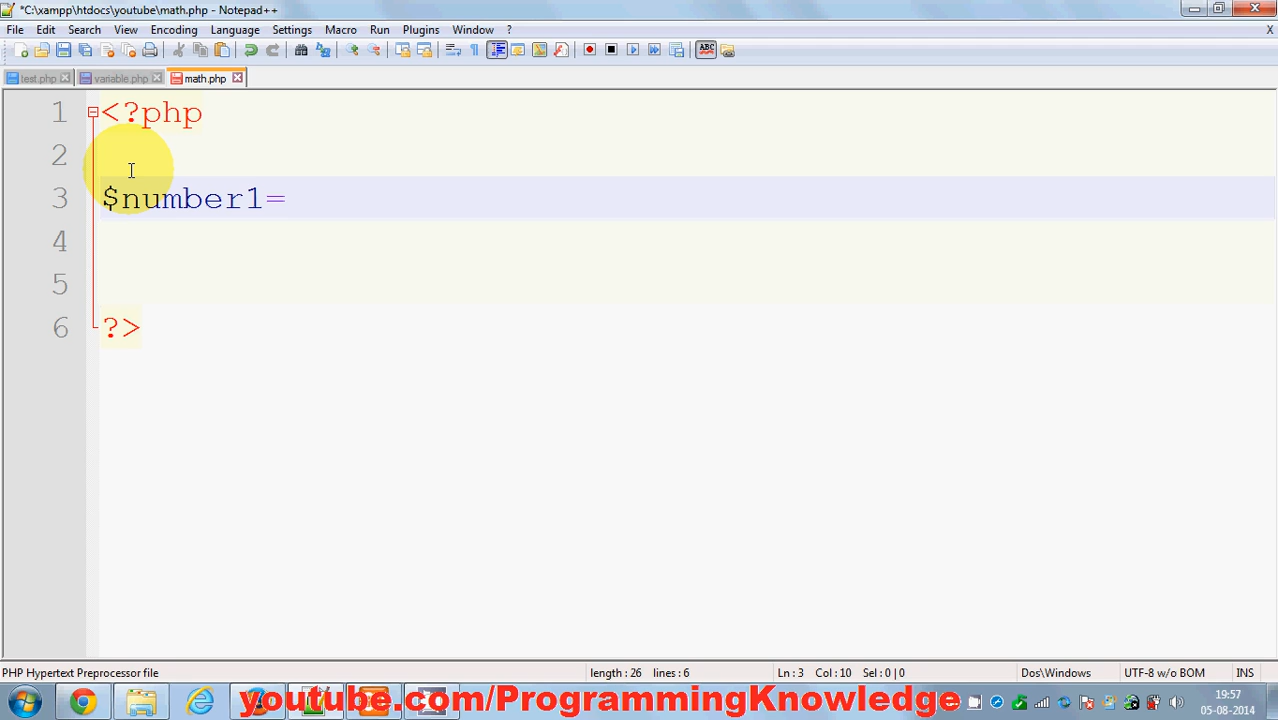 *C:\xampp\htdocs\youtube\math.php - Notepad++
File Edit Search View Encoding Language Settings Macro Run Plugins Window ? X
ABC
test.php variable.php math.php
1 <?php
2
3 $number1=
4
5
6 ?>
PHP Hypertext Preprocessor file length : 26 lines : 6 Ln : 3 Col : 10 Sel : 0 | 0 Dos\Windows UTF-8 w/o BOM INS
youtube.com/ProgrammingKnowledge
19:57
05-08-2014